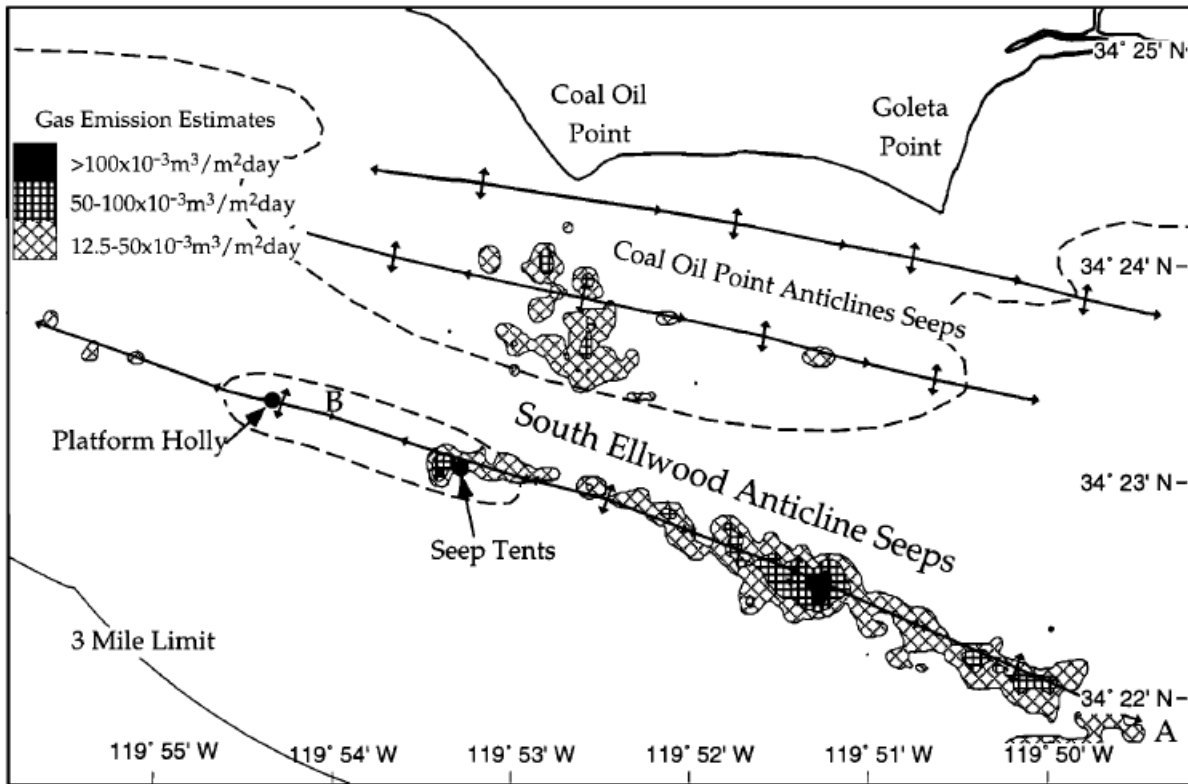 34° 25' N
Coal Oil
Point
Goleta
Point
Gas Emission Estimates
>100x10⁻³m³/m²day
50-100x10⁻³m³/m²day
12.5-50x10⁻³m³/m²day
34° 24' N
Coal Oil Point Anticlines Seeps
B
Platform Holly
South Ellwood Anticline Seeps
34° 23' N
Seep Tents
3 Mile Limit
34° 22' N
A
119° 55' W 119° 54' W 119° 53' W 119° 52' W 119° 51' W 119° 50' W